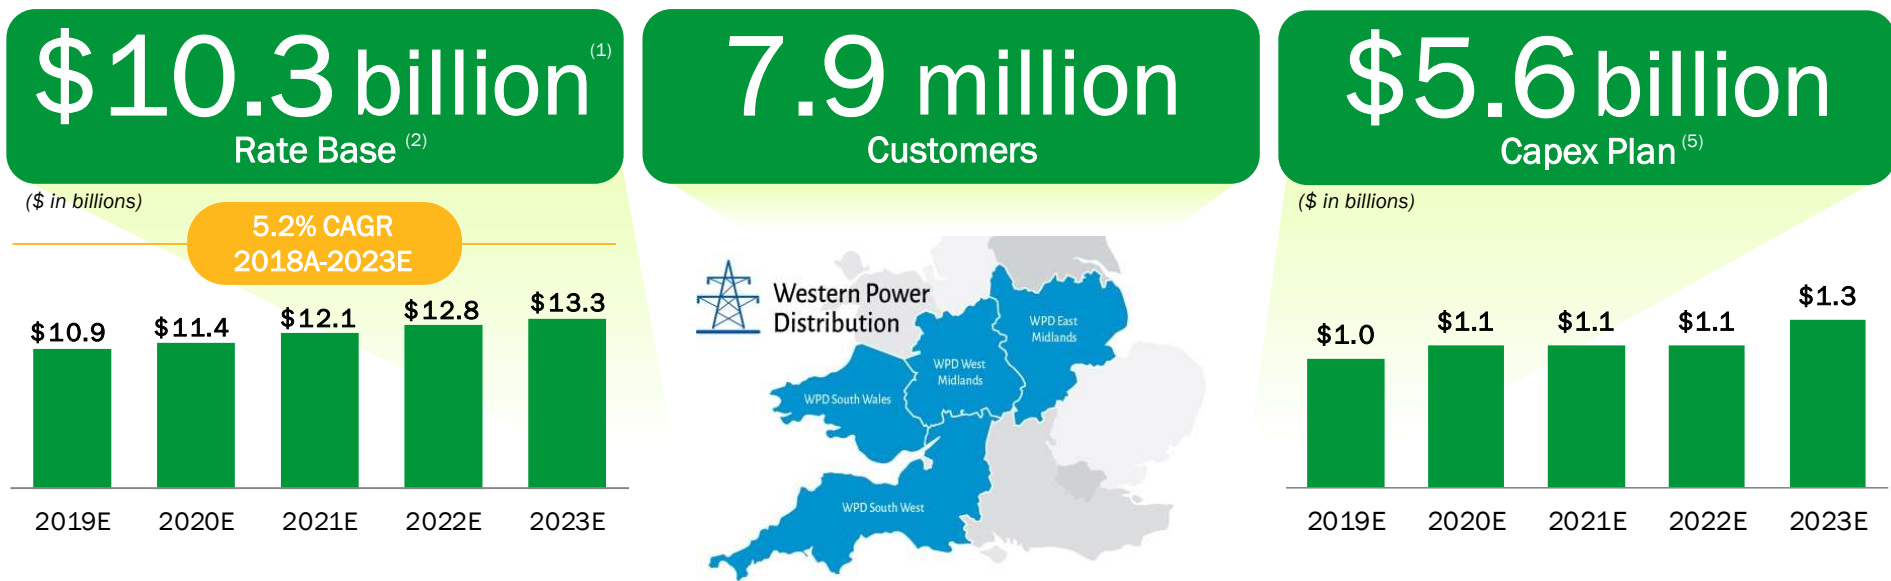 $10.3 billion (1)
Rate Base (2)
($ in billions)
5.2% CAGR
2018A-2023E
$10.9 $11.4 $12.1 $12.8 $13.3
2019E 2020E 2021E 2022E 2023E
7.9 million
Customers
Western Power
Distribution
WPD East
Midlands
WPD West
Midlands
WPD South Wales
WPD South West
$5.6 billion
Capex Plan (5)
($ in billions)
$1.0 $1.1 $1.1 $1.1 $1.3
2019E 2020E 2021E 2022E 2023E